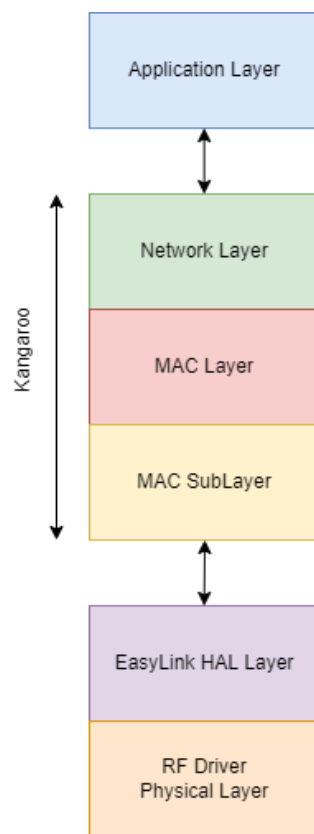 Application Layer
Kangaroo
Network Layer
MAC Layer
MAC SubLayer
EasyLink HAL Layer
RF Driver
Physical Layer